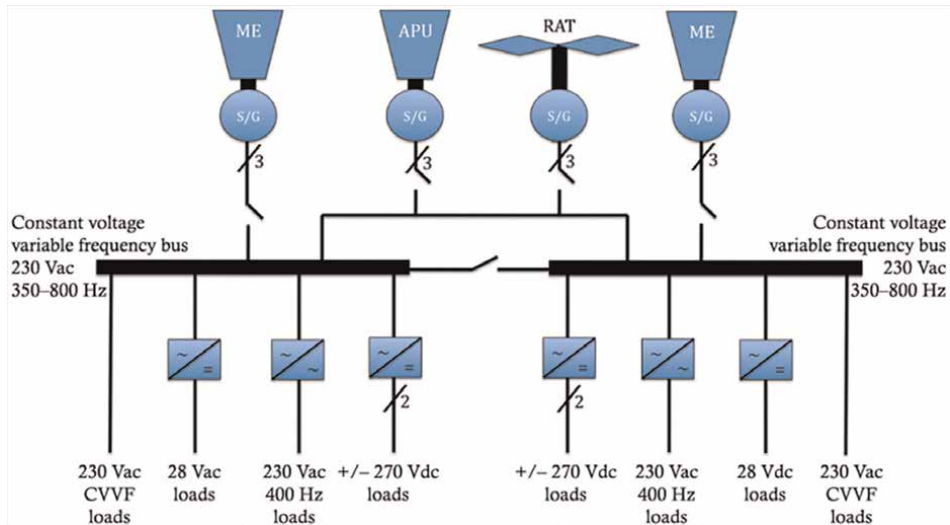 ME
APU
RAT
ME
S/G
S/G
S/G
S/G
3
3
3
3
Constant voltage
variable frequency bus
230 Vac
350–800 Hz
Constant voltage
variable frequency bus
230 Vac
350–800 Hz
~
=
~
~
~
=
~
=
~
~
~
=
2
2
230 Vac
CVVF
loads
28 Vac
loads
230 Vac
400 Hz
loads
+/– 270 Vdc
loads
+/– 270 Vdc
loads
230 Vac
400 Hz
loads
28 Vdc
loads
230 Vac
CVVF
loads